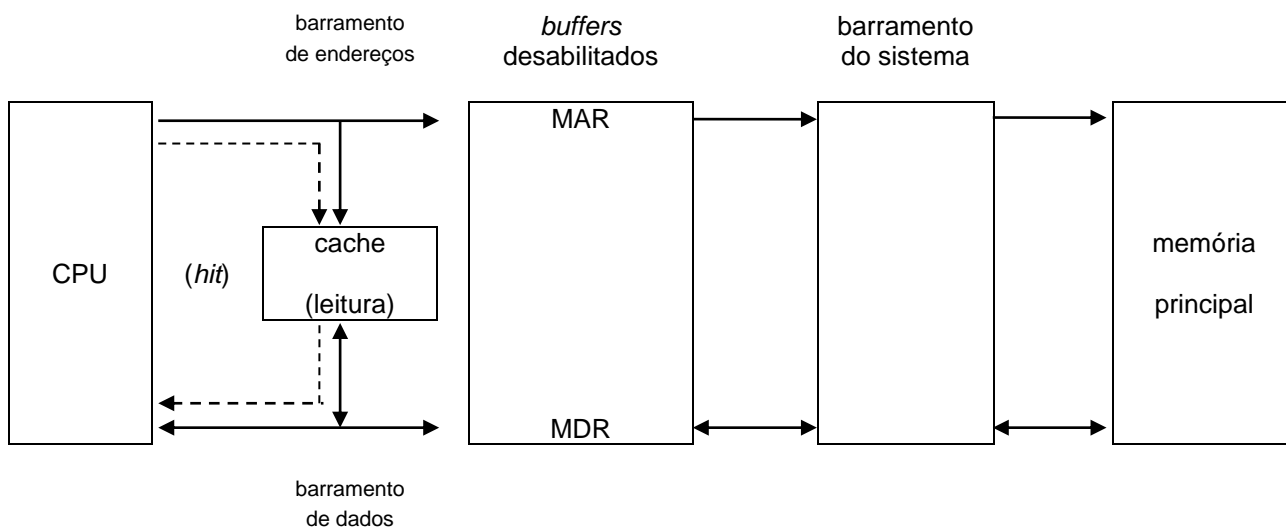 barramento
de endereços
buffers
desabilitados
barramento
do sistema
MAR
CPU
(hit)
cache
(leitura)
memória
principal
MDR
barramento
de dados